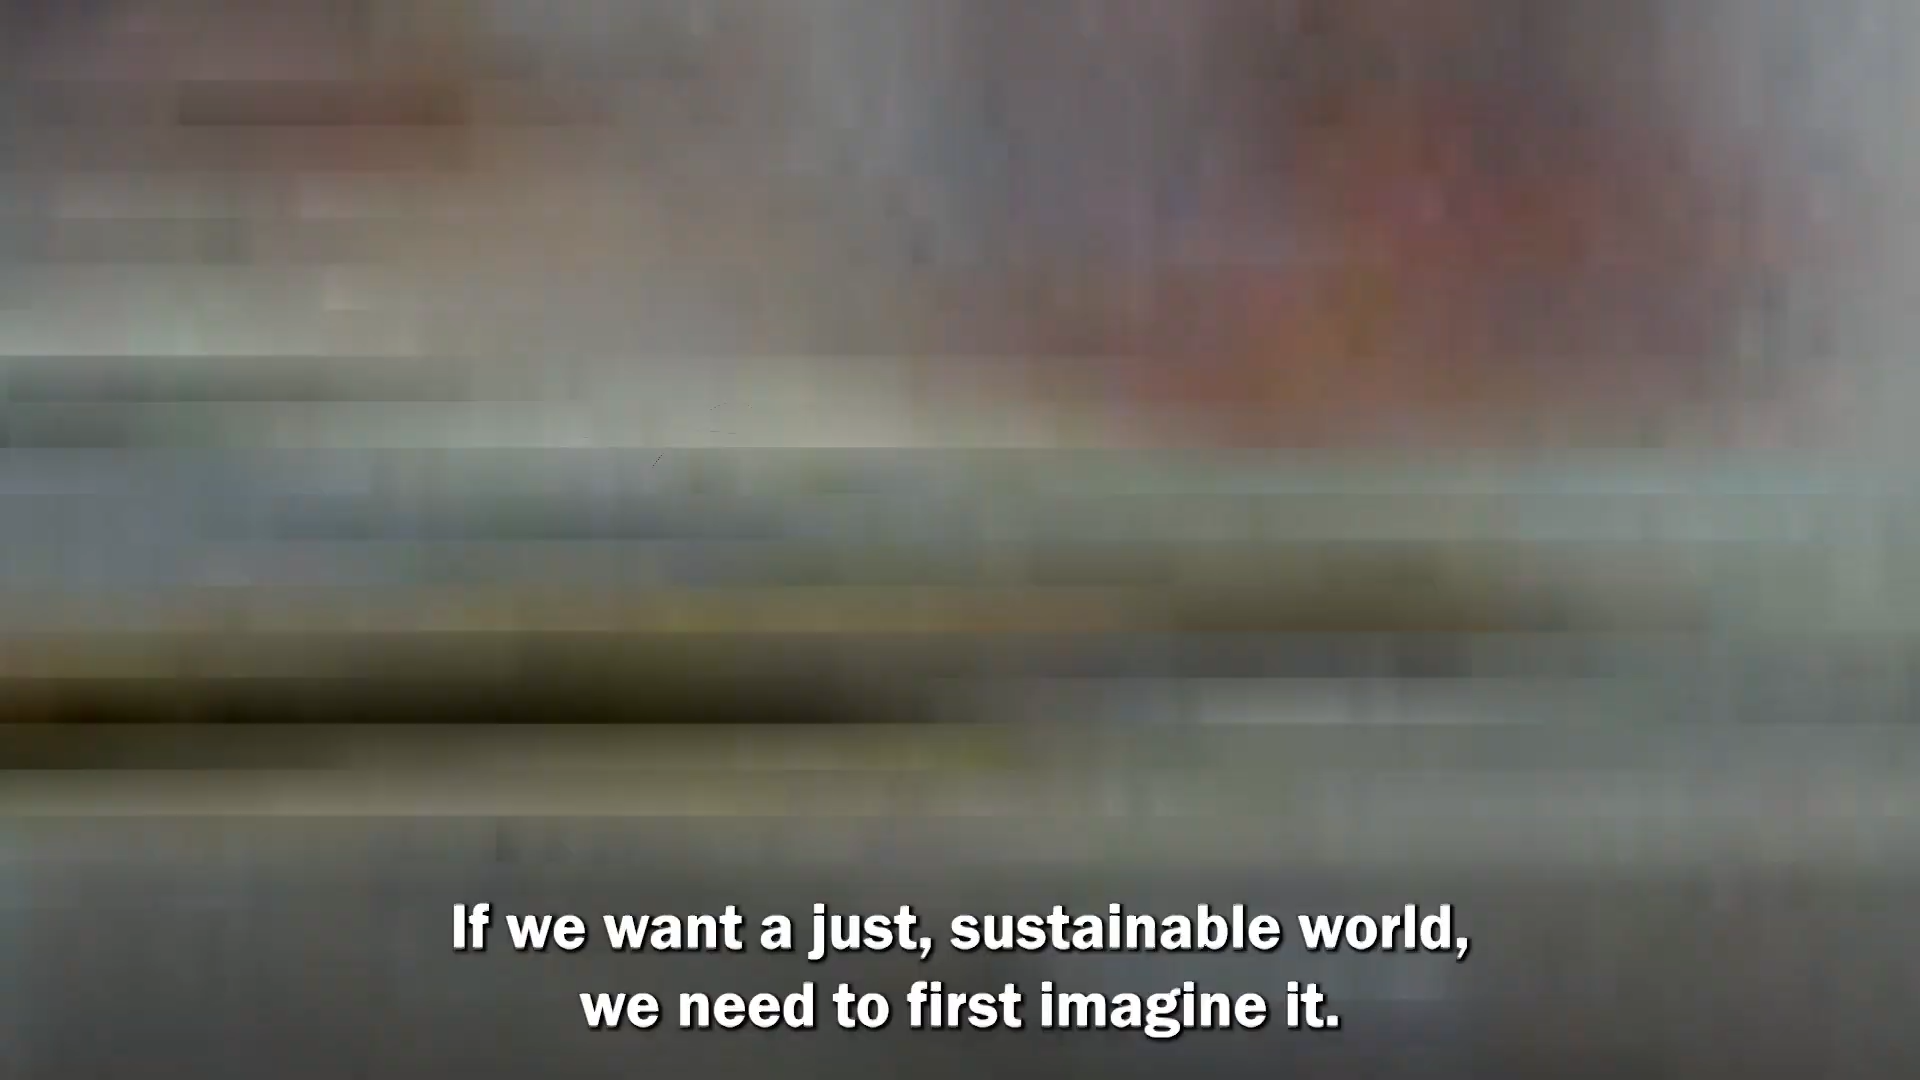 If we want a just, sustainable world,
we need to first imagine it.